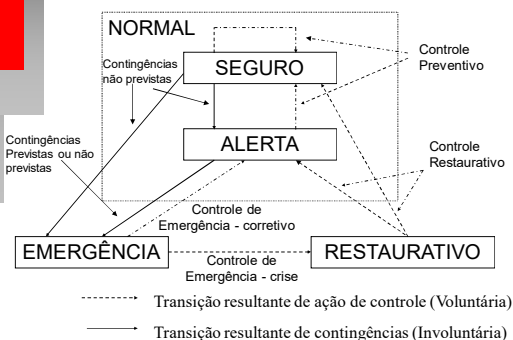 NORMAL
SEGURO
Controle
Preventivo
Contingências
não previstas
ALERTA
Contingências
Previstas ou não
previstas
Controle
Restaurativo
Controle de
Emergência - corretivo
EMERGÊNCIA
RESTAURATIVO
Controle de
Emergência - crise
Transição resultante de ação de controle (Voluntária)
Transição resultante de contingências (Involuntária)